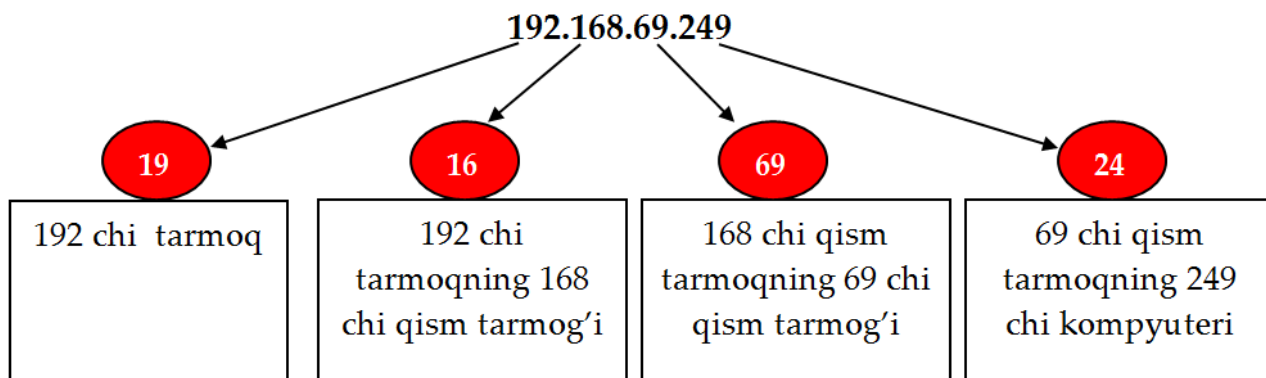 192.168.69.249
19
16
69
24
192 chi tarmoq
192 chi
tarmoqning 168
chi qism tarmog’i
168 chi qism
tarmoqning 69 chi
qism tarmog’i
69 chi qism
tarmoqning 249
chi kompyuteri